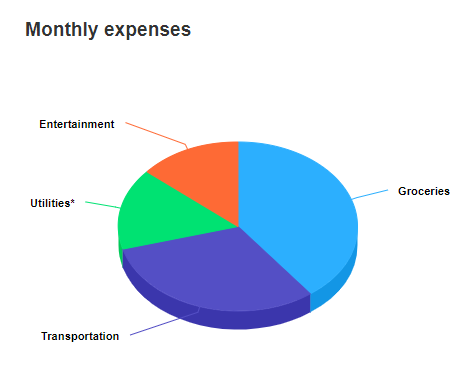 Monthly expenses
Entertainment
Groceries
Utilities*
Transportation